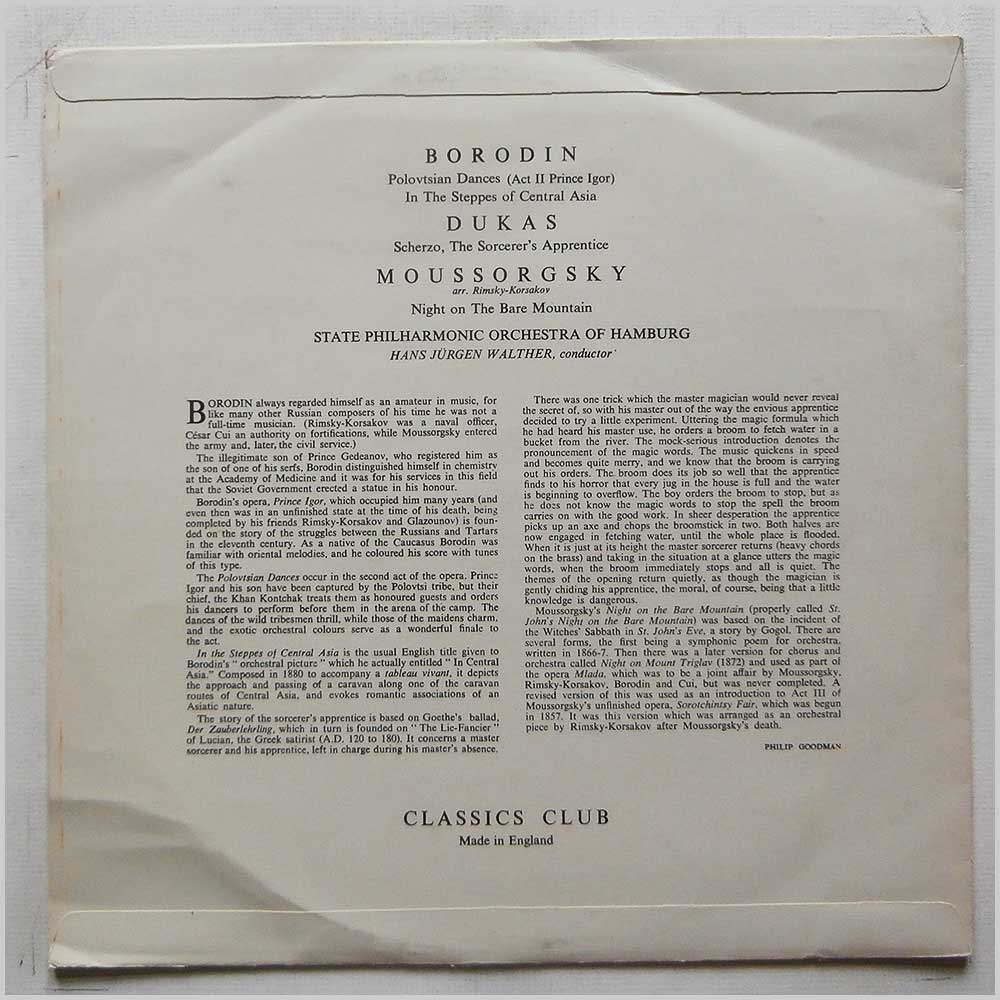 BORODIN
Polovtsian Dances (Act II Prince Igor)
In The Steppes of Central Asia
DUKAS
Scherzo, The Sorcerer's Apprentice
MOUSSORGSKY
arr. Rimsky-Korsakov
Night on The Bare Mountain
STATE PHILHARMONIC ORCHESTRA OF HAMBURG
HANS JÜRGEN WALTHER, conductor
BORODIN always regarded himself as an amateur in music, for
like many other Russian composers of his time he was not a
full-time musician. (Rimsky-Korsakov was a naval officer,
César Cui an authority on fortifications, while Moussorgsky entered
the army and, later, the civil service.)
The illegitimate son of Prince Gedeanov, who registered him as
the son of one of his serfs, Borodin distinguished himself in chemistry
at the Academy of Medicine and it was for his services in this field
that the Soviet Government erected a statue in his honour.
Borodin's opera, Prince Igor, which occupied him many years (and
even then was in an unfinished state at the time of his death, being
completed by his friends Rimsky-Korsakov and Glazounov) is foun-
ded on the story of the struggles between the Russians and Tartars
in the eleventh century. As a native of the Caucasus Borodin was
familiar with oriental melodies, and he coloured his score with tunes
of this type.
The Polovtsian Dances occur in the second act of the opera. Prince
Igor and his son have been captured by the Polovtsi tribe, but their
chief, the Khan Kontchak treats them as honoured guests and orders
his dancers to perform before them in the arena of the camp. The
dances of the wild tribesmen thrill, while those of the maidens charm,
and the exotic orchestral colours serve as a wonderful finale to
the act.
In the Steppes of Central Asia is the usual English title given to
Borodin's " orchestral picture " which he actually entitled " In Central
Asia." Composed in 1880 to accompany a tableau vivant, it depicts
the approach and passing of a caravan along one of the caravan
routes of Central Asia, and evokes romantic associations of an
Asiatic nature.
The story of the sorcerer's apprentice is based on Goethe's ballad,
Der Zauberlehrling, which in turn is founded on " The Lie-Fancier "
of Lucian, the Greek satirist (A.D. 120 to 180). It concerns a master
sorcerer and his apprentice, left in charge during his master's absence.
There was one trick which the master magician would never reveal
the secret of, so with his master out of the way the envious apprentice
decided to try a little experiment. Uttering the magic formula which
he had heard his master use, he orders a broom to fetch water in a
bucket from the river. The mock-serious introduction denotes the
pronouncement of the magic words. The music quickens in speed
and becomes quite merry, and we know that the broom is carrying
out his orders. The broom does its job so well that the apprentice
finds to his horror that every jug in the house is full and the water
is beginning to overflow. The boy orders the broom to stop, but as
he does not know the magic words to stop the spell the broom
carries on with the good work. In sheer desperation the apprentice
picks up an axe and chops the broomstick in two. Both halves are
now engaged in fetching water, until the whole place is flooded.
When it is just at its height the master sorcerer returns (heavy chords
on the brass) and taking in the situation at a glance utters the magic
words, when the broom immediately stops and all is quiet. The
themes of the opening return quietly, as though the magician is
gently chiding his apprentice, the moral, of course, being that a little
knowledge is dangerous.
Moussorgsky's Night on the Bare Mountain (properly called St.
John's Night on the Bare Mountain) was based on the incident of
the Witches' Sabbath in St. John's Eve, a story by Gogol. There are
several forms, the first being a symphonic poem for orchestra,
written in 1866-7. Then there was a later version for chorus and
orchestra called Night on Mount Triglav (1872) and used as part of
the opera Mlada, which was to be a joint affair by Moussorgsky,
Rimsky-Korsakov, Borodin and Cui, but was never completed. A
revised version of this was used as an introduction to Act III of
Moussorgsky's unfinished opera, Sorotchintsy Fair, which was begun
in 1857. It was this version which was arranged as an orchestral
piece by Rimsky-Korsakov after Moussorgsky's death.
PHILIP GOODMAN
CLASSICS CLUB
Made in England